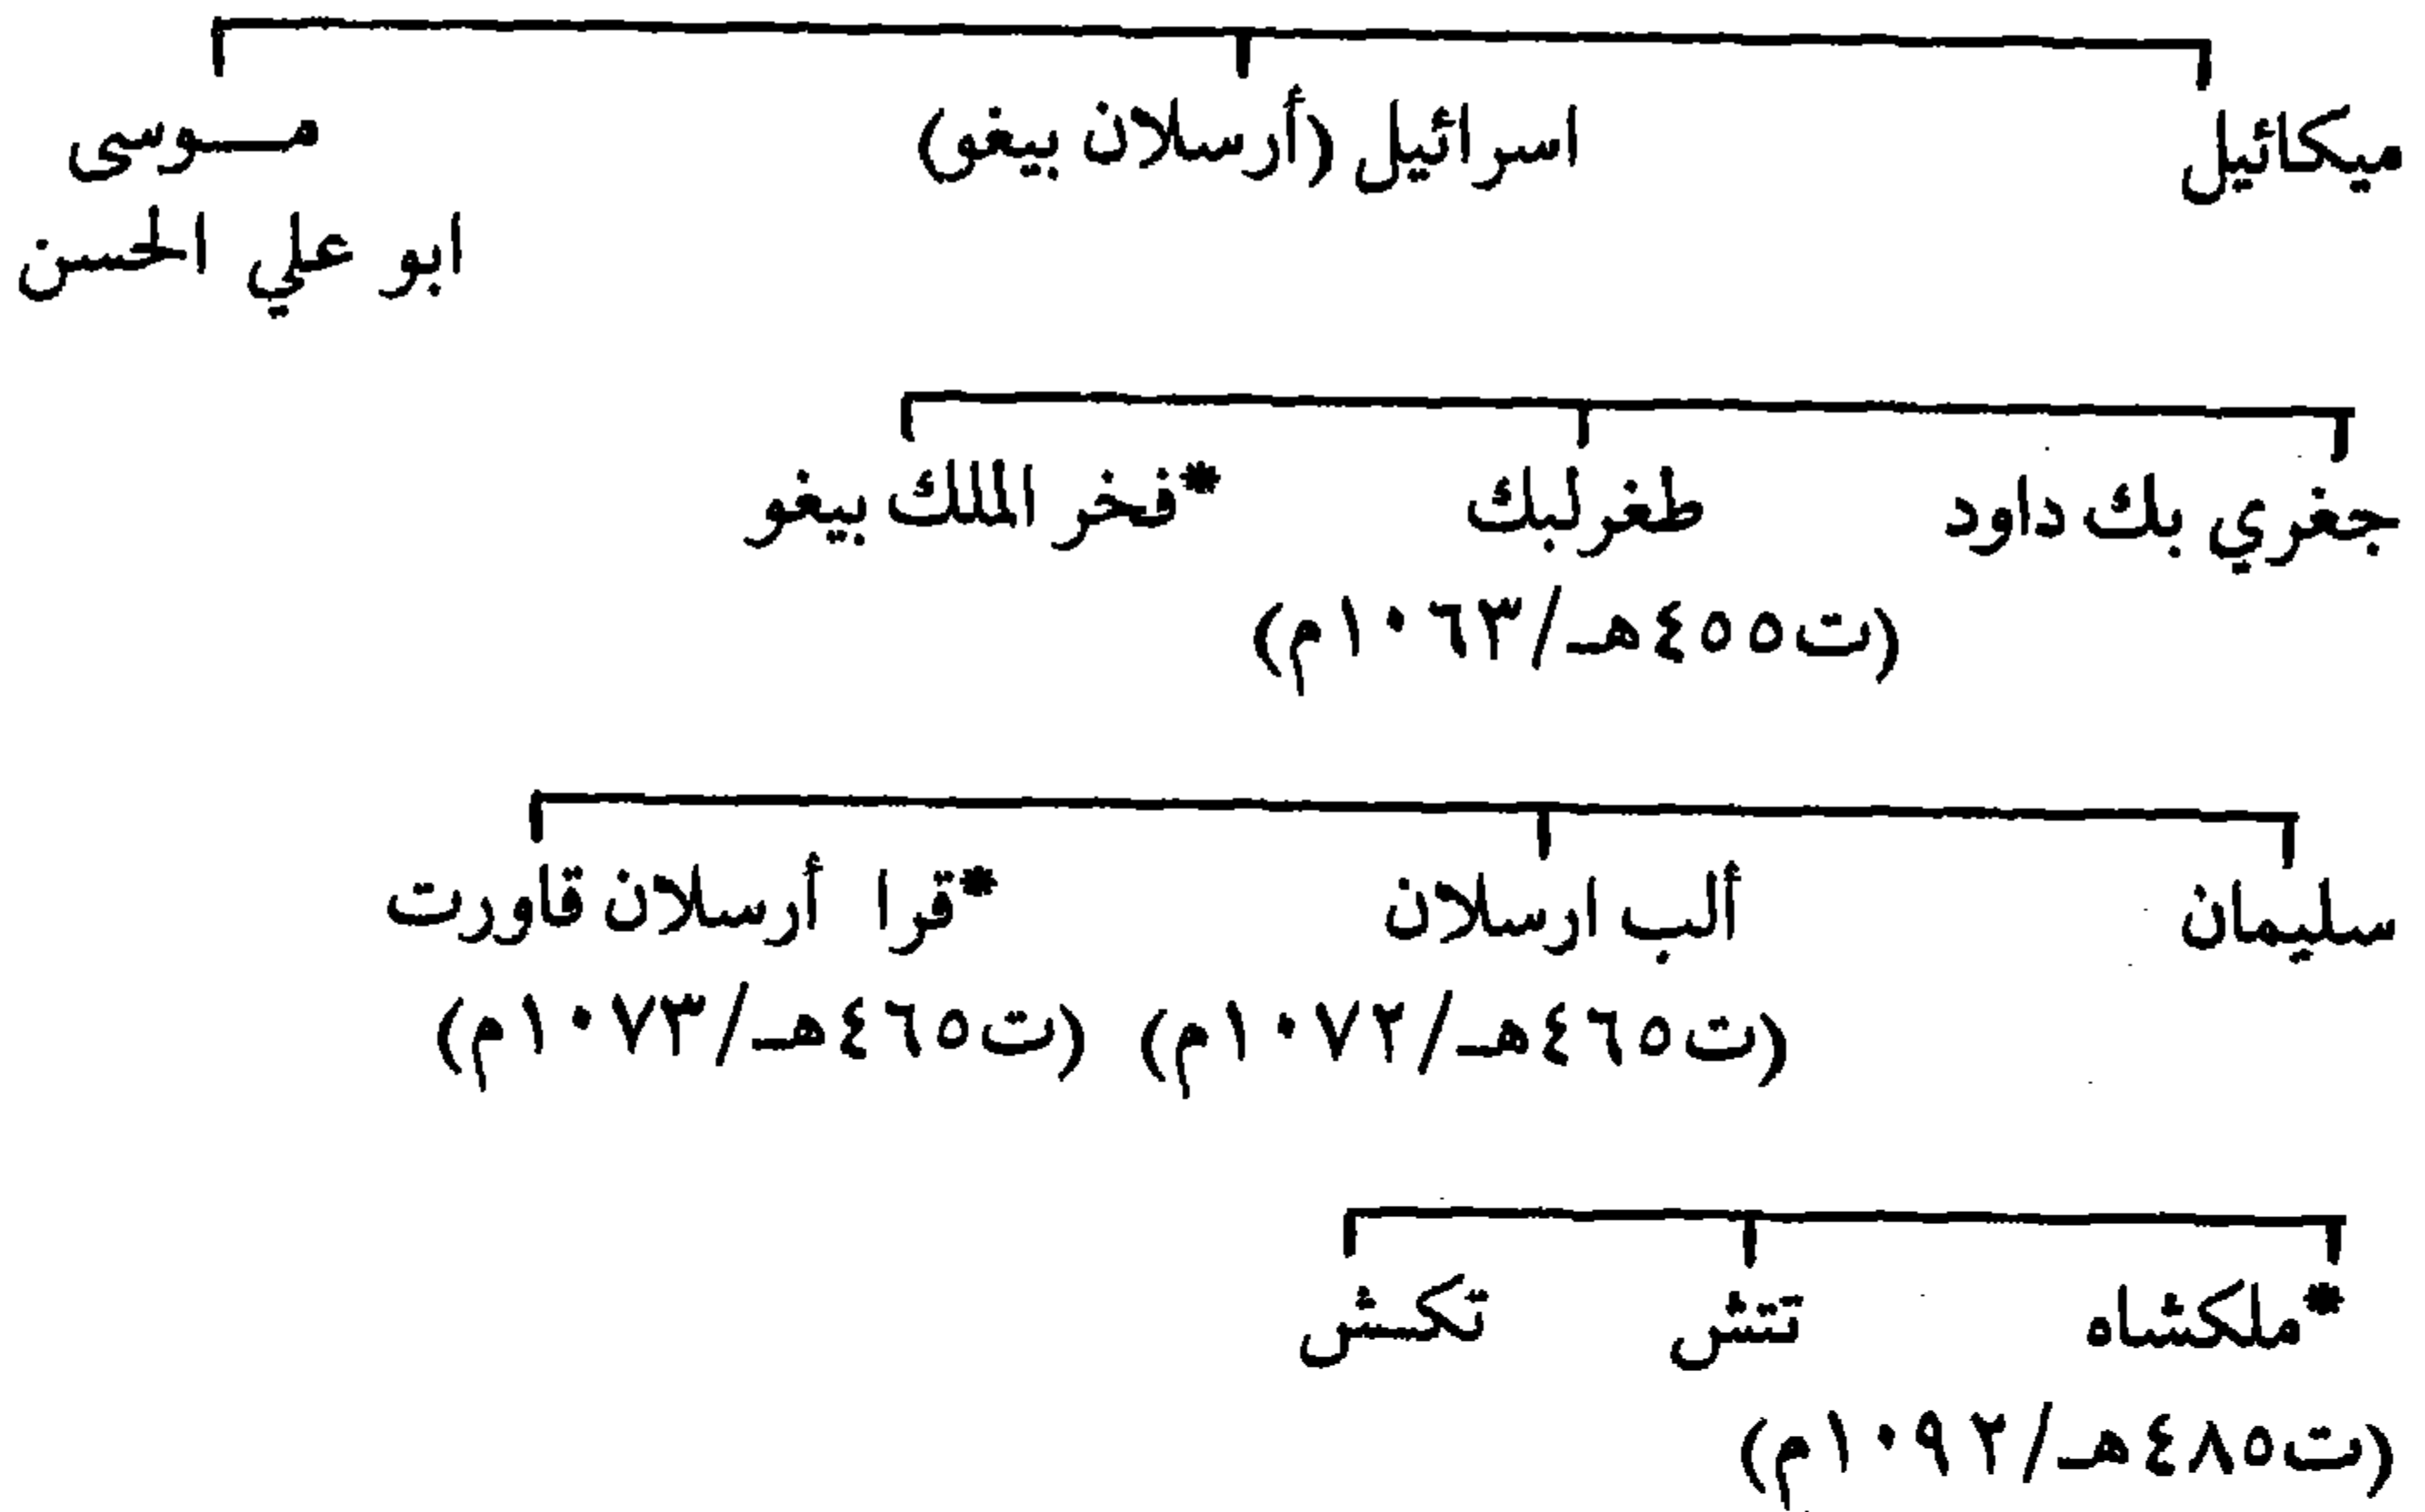 ميكائيل اسرائيل (أرسلان بيغو) مـــوسى
ابو علي الحسن
جغري بك داود طغرلبك *فخر الملك بيغو
(ت٤٥٥هـ/١٠٦٣م)
سليمان ألب ارسلان *قرا أرسلان قاورت
(ت٤٦٥هـ/١٠٧٢م) (ت٤٦٥هـ/١٠٧٣م)
*ملكشاه تتش تكش
(ت٤٨٥هـ/١٠٩٢م)